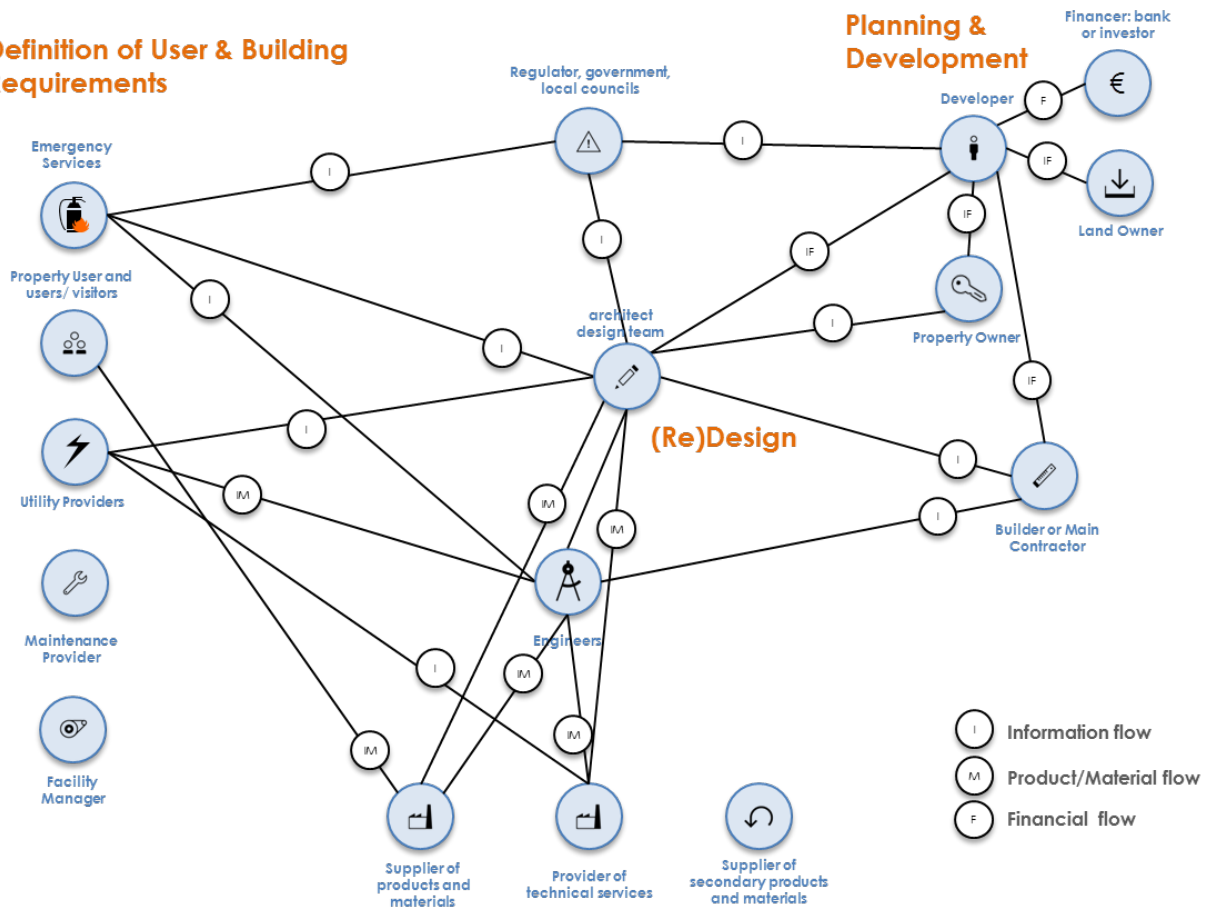 efinition of User & Building
equirements
Planning &
Development
Financer: bank
or investor
€
F
Developer
Regulator, government,
local councils
I
I
IF
Land Owner
Emergency
Services
IF
I
IF
Property Owner
Property User and
users/ visitors
I
architect
design team
I
I
IF
(Re)Design
I
Utility Providers
IM
IM
IM
I
I
Builder or Main
Contractor
Engineers
Maintenance
Provider
I
IM
IM
IM
Facility
Manager
I Information flow
M Product/Material flow
F Financial flow
Supplier of
products and
materials
Provider of
technical services
Supplier of
secondary products
and materials